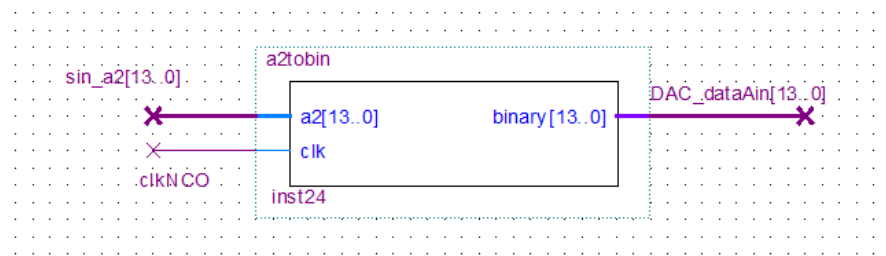 a2tobin
sin_a2[13..0]
DAC_dataAin[13..0]
a2[13..0]
binary[13..0]
clk
clkNCO
inst24